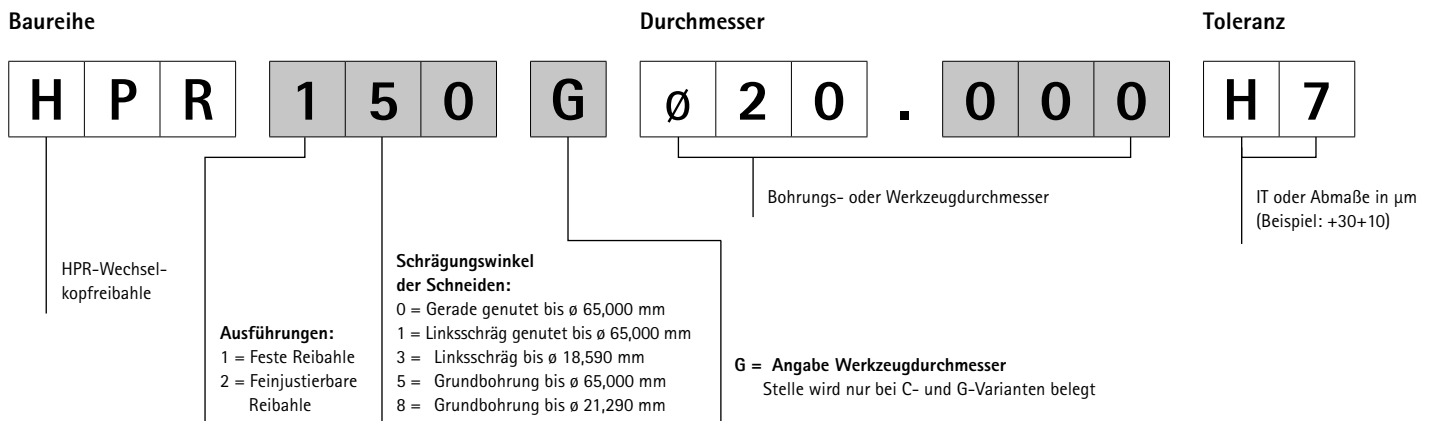 Baureihe
Durchmesser
Toleranz
H P R 1 5 0 G ø 2 0 . 0 0 0 H 7
HPR-Wechsel-
kopfreibahle
Ausführungen:
1 = Feste Reibahle
2 = Feinjustierbare
Reibahle
Schrägungswinkel
der Schneiden:
0 = Gerade genutet bis ø 65,000 mm
1 = Linksschräg genutet bis ø 65,000 mm
3 = Linksschräg bis ø 18,590 mm
5 = Grundbohrung bis ø 65,000 mm
8 = Grundbohrung bis ø 21,290 mm
G = Angabe Werkzeugdurchmesser
Stelle wird nur bei C- und G-Varianten belegt
Bohrungs- oder Werkzeugdurchmesser
IT oder Abmaße in µm
(Beispiel: +30+10)